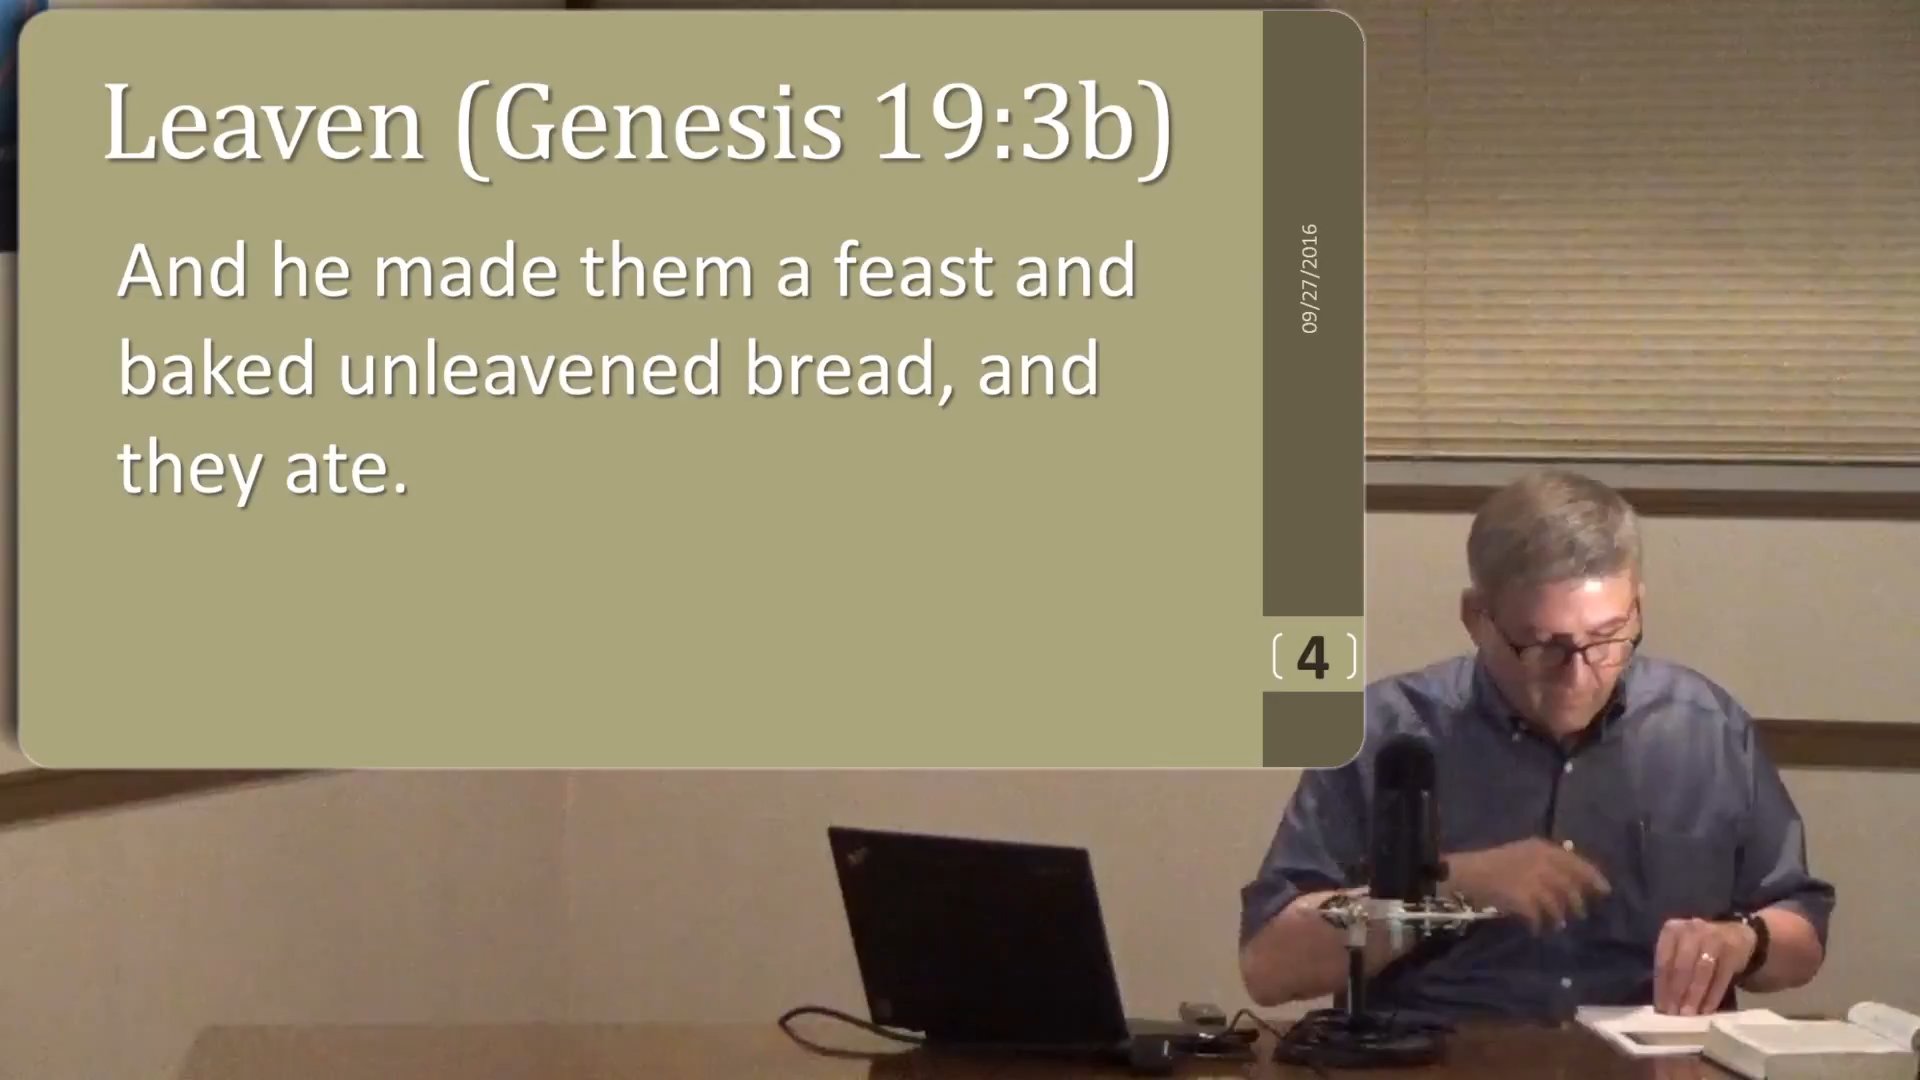 Leaven (Genesis 19:3b)
And he made them a feast and
baked unleavened bread, and
they ate.
09/27/2016
4